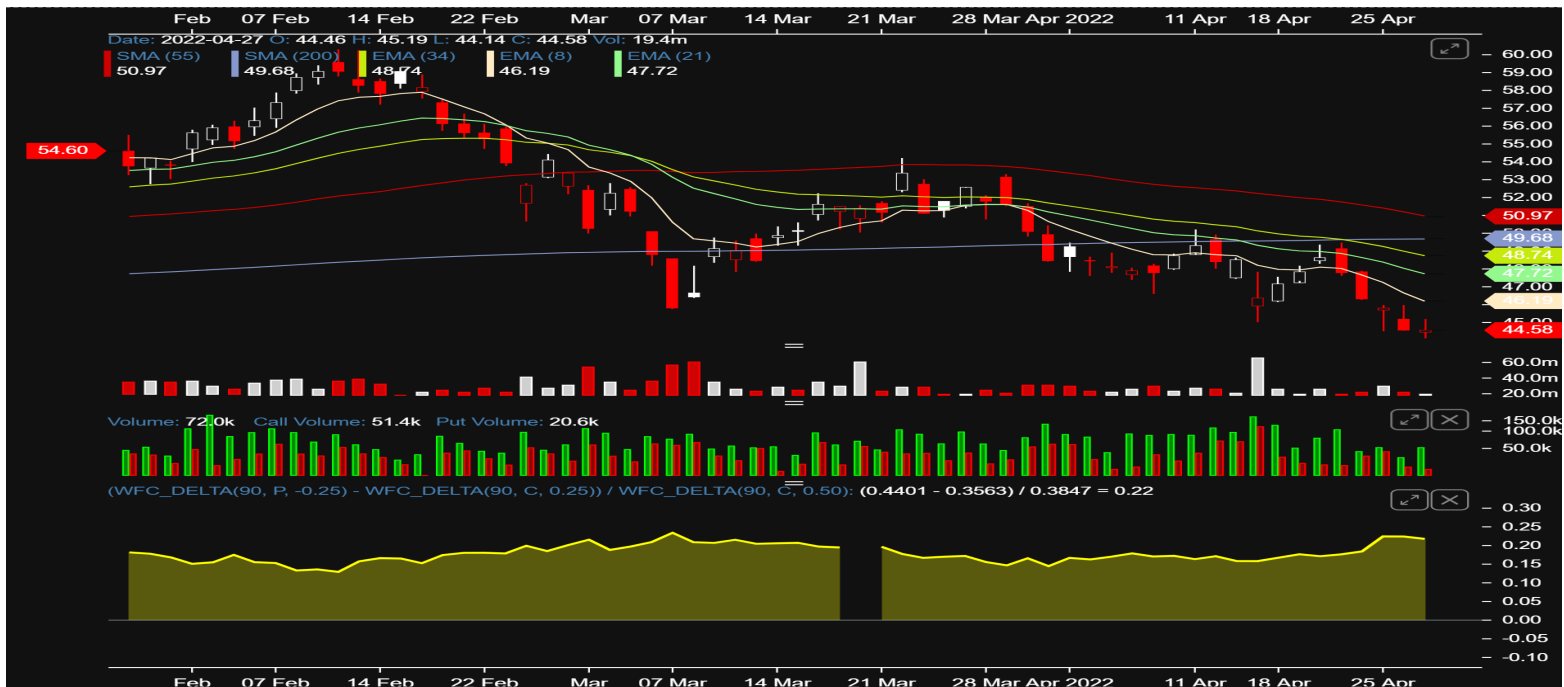 Feb 07 Feb 14 Feb 22 Feb Mar 07 Mar 14 Mar 21 Mar 28 Mar Apr 2022 11 Apr 18 Apr 25 Apr
Date: 2022-04-27 O: 44.46 H: 45.19 L: 44.14 C: 44.58 Vol: 19.4m
SMA (55) SMA (200) EMA (34) EMA (8) EMA (21)
50.97 49.68 48.74 46.19 47.72
60.00
59.00
58.00
57.00
56.00
55.00
54.60
54.00
53.00
52.00
50.97
49.68
48.74
47.72
47.00
46.19
44.58
60.0m
40.0m
20.0m
Volume: 72.0k Call Volume: 51.4k Put Volume: 20.6k
150.0k
100.0k
50.0k
(WFC_DELTA(90, P, -0.25) - WFC_DELTA(90, C, 0.25)) / WFC_DELTA(90, C, 0.50): (0.4401 - 0.3563) / 0.3847 = 0.22
0.30
0.25
0.20
0.15
0.10
0.05
0.00
-0.05
-0.10
Feb 07 Feb 14 Feb 22 Feb Mar 07 Mar 14 Mar 21 Mar 28 Mar Apr 2022 11 Apr 18 Apr 25 Apr